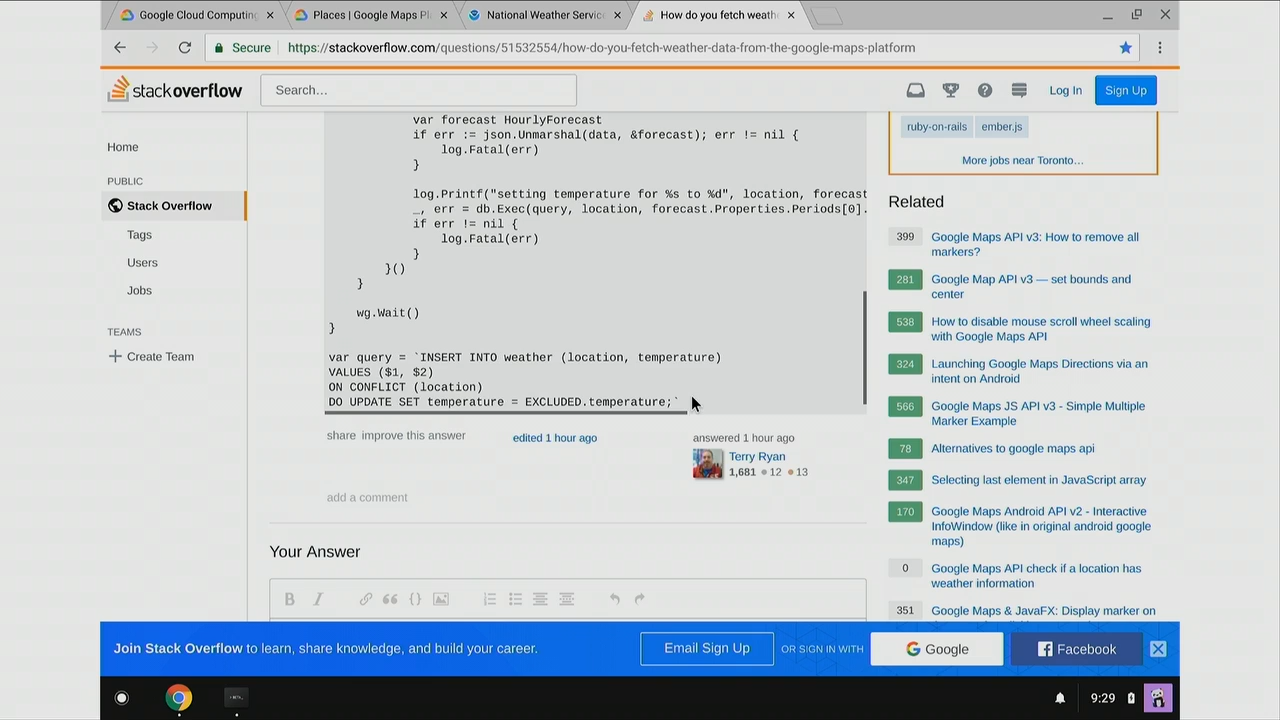 Google Cloud Computing
Places | Google Maps Pl
National Weather Service
How do you fetch weath
Secure
https://stackoverflow.com/questions/51532554/how-do-you-fetch-weather-data-from-the-google-maps-platform
stackoverflow
Search...
Log In
Sign Up
Home
PUBLIC
Stack Overflow
Tags
Users
Jobs
TEAMS
Create Team
var forecast HourlyForecast
if err := json.Unmarshal(data, &forecast); err != nil {
log.Fatal(err)
}
log.Printf("setting temperature for %s to %d", location, forecast
_, err = db.Exec(query, location, forecast.Properties.Periods[0].
if err != nil {
log.Fatal(err)
}
}()
}
wg.Wait()
}
var query = `INSERT INTO weather (location, temperature)
VALUES ($1, $2)
ON CONFLICT (location)
DO UPDATE SET temperature = EXCLUDED.temperature;`
share improve this answer
edited 1 hour ago
answered 1 hour ago
Terry Ryan
1,681 12 13
add a comment
Your Answer
B I
ruby-on-rails ember.js
More jobs near Toronto...
Related
399 Google Maps API v3: How to remove all
markers?
281 Google Map API v3 — set bounds and
center
538 How to disable mouse scroll wheel scaling
with Google Maps API
324 Launching Google Maps Directions via an
intent on Android
566 Google Maps JS API v3 - Simple Multiple
Marker Example
78 Alternatives to google maps api
347 Selecting last element in JavaScript array
170 Google Maps Android API v2 - Interactive
InfoWindow (like in original android google
maps)
0 Google Maps API check if a location has
weather information
351 Google Maps & JavaFX: Display marker on
Join Stack Overflow to learn, share knowledge, and build your career.
Email Sign Up
OR SIGN IN WITH
Google
Facebook
9:29